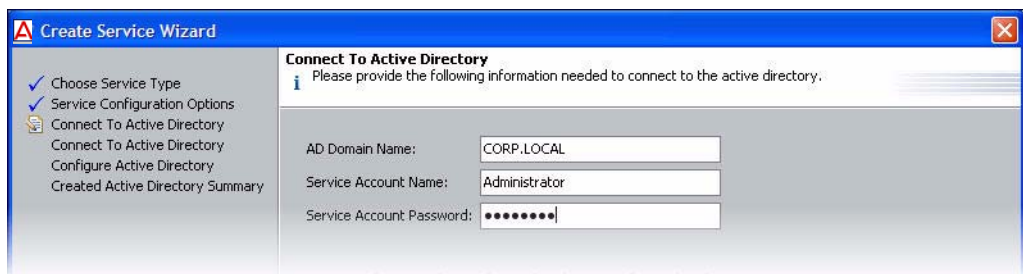 Create Service Wizard
Choose Service Type
Service Configuration Options
Connect To Active Directory
Connect To Active Directory
Configure Active Directory
Created Active Directory Summary
Connect To Active Directory
i Please provide the following information needed to connect to the active directory.
AD Domain Name: CORP.LOCAL
Service Account Name: Administrator
Service Account Password: ●●●●●●●●